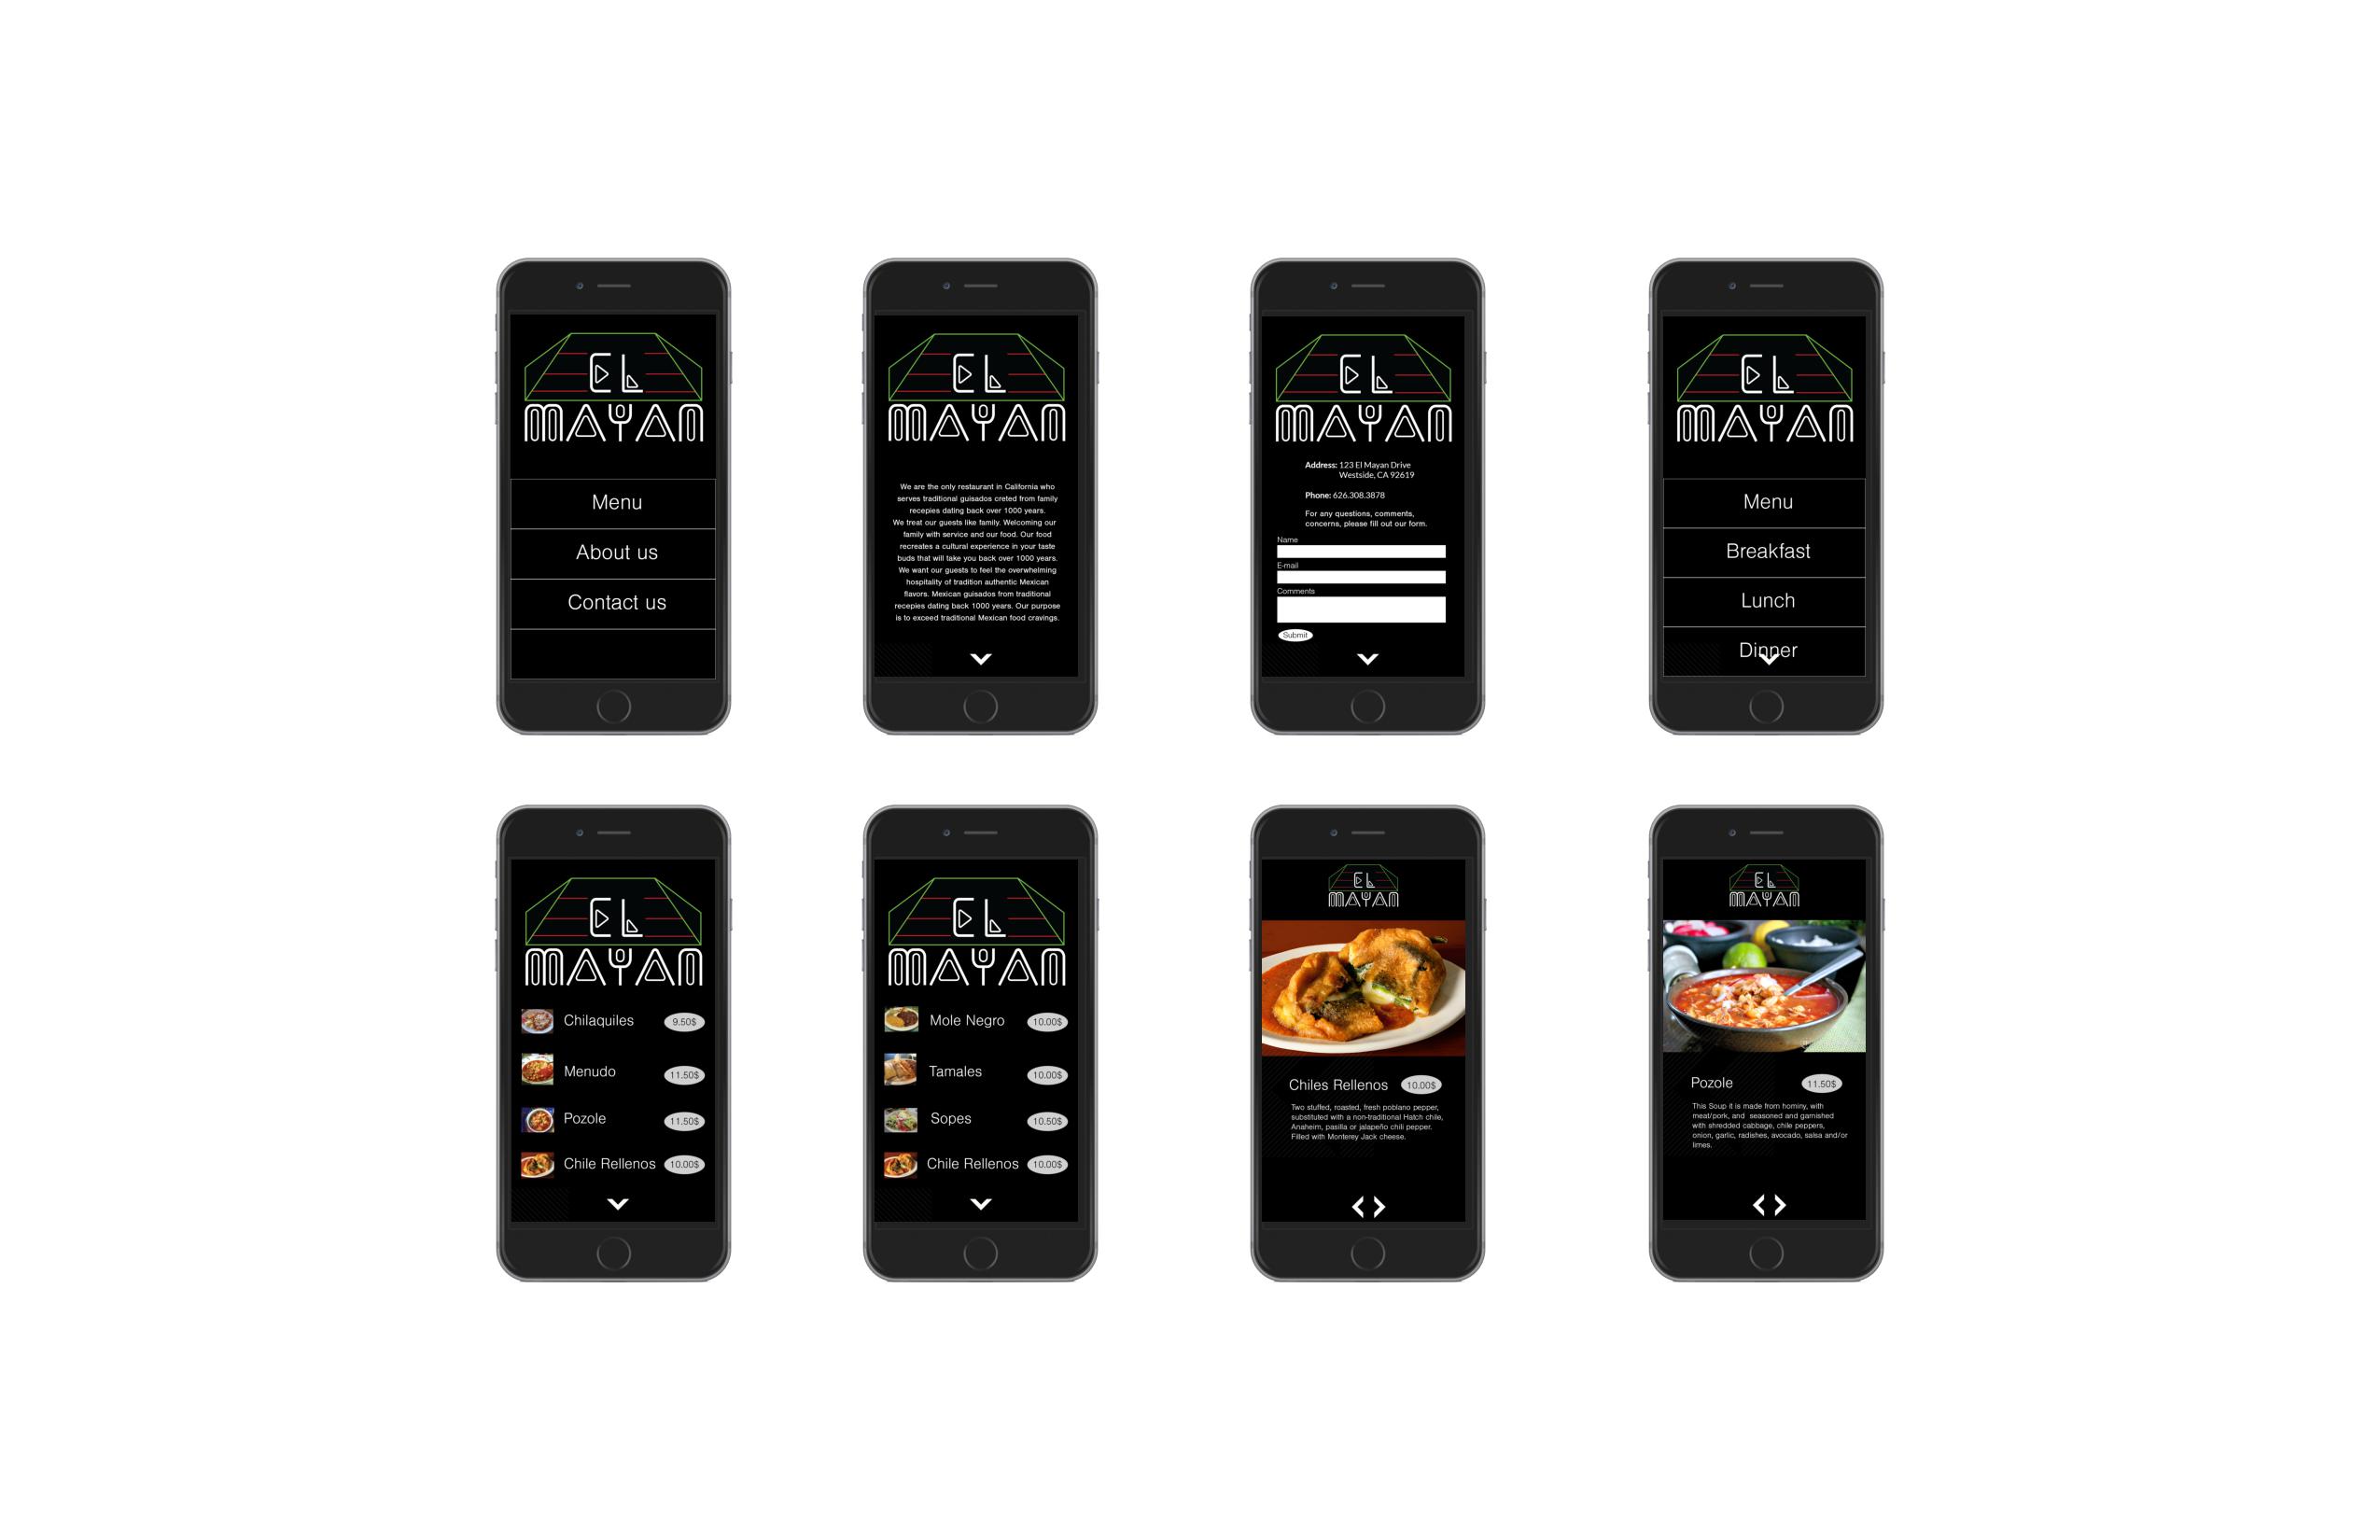 EL
MAYAN
Menu
About us
Contact us
EL
MAYAN
We are the only restaurant in California who
serves traditional guisados creted from family
recepies dating back over 1000 years.
We treat our guests like family. Welcoming our
family with service and our food. Our food
recreates a cultural experience in your taste
buds that will take you back over 1000 years.
We want our guests to feel the overwhelming
hospitality of tradition authentic Mexican
flavors. Mexican guisados from traditional
recepies dating back 1000 years. Our purpose
is to exceed traditional Mexican food cravings.
EL
MAYAN
Address: 123 El Mayan Drive
Westside, CA 92619
Phone: 626.308.3878
For any questions, comments,
concerns, please fill out our form.
Name
E-mail
Comments
Submit
EL
MAYAN
Menu
Breakfast
Lunch
Dinner
EL
MAYAN
Chilaquiles 9.50$
Menudo 11.50$
Pozole 11.50$
Chile Rellenos 10.00$
EL
MAYAN
Mole Negro 10.00$
Tamales 10.00$
Sopes 10.50$
Chile Rellenos 10.00$
EL
MAYAN
Chiles Rellenos 10.00$
Two stuffed, roasted, fresh poblano pepper,
substituted with a non-traditional Hatch chile,
Anaheim, pasilla or jalapeño chili pepper.
Filled with Monterey Jack cheese.
EL
MAYAN
Pozole 11.50$
This Soup it is made from hominy, with
meat/pork, and seasoned and garnished
with shredded cabbage, chile peppers,
onion, garlic, radishes, avocado, salsa and/or
limes.